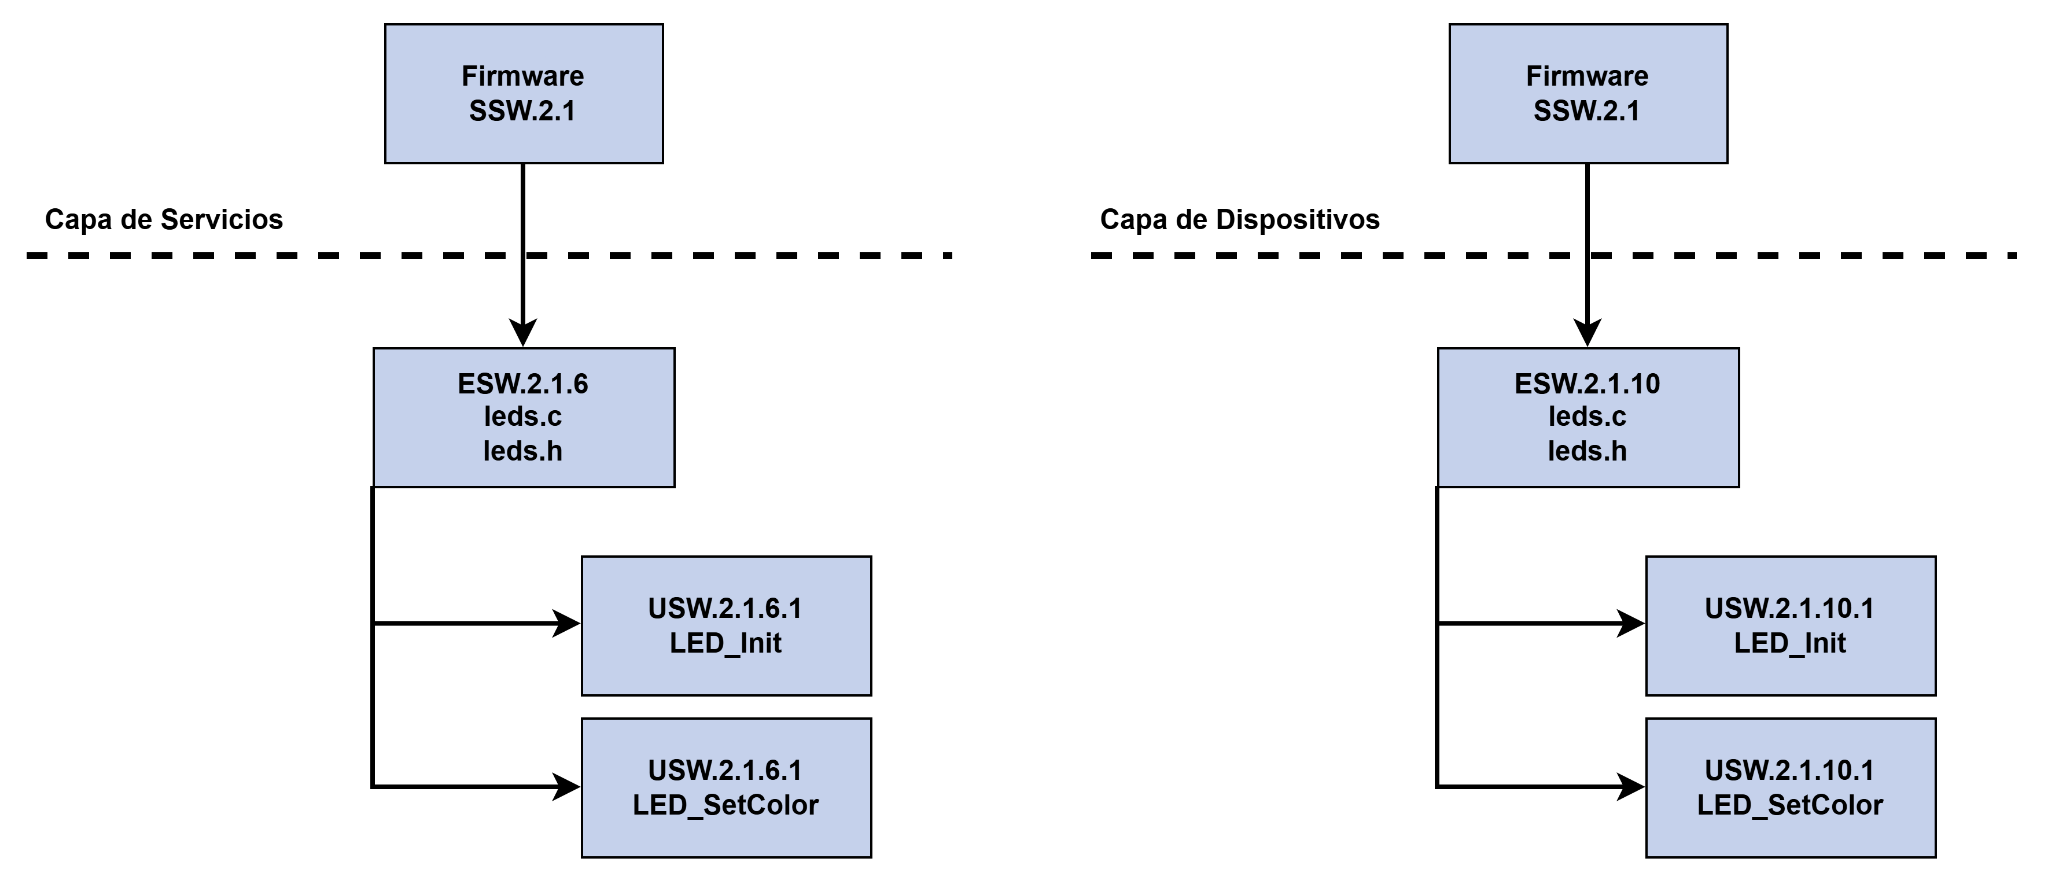 Firmware
SSW.2.1
Capa de Servicios
ESW.2.1.6
leds.c
leds.h
USW.2.1.6.1
LED_Init
USW.2.1.6.1
LED_SetColor
Firmware
SSW.2.1
Capa de Dispositivos
ESW.2.1.10
leds.c
leds.h
USW.2.1.10.1
LED_Init
USW.2.1.10.1
LED_SetColor